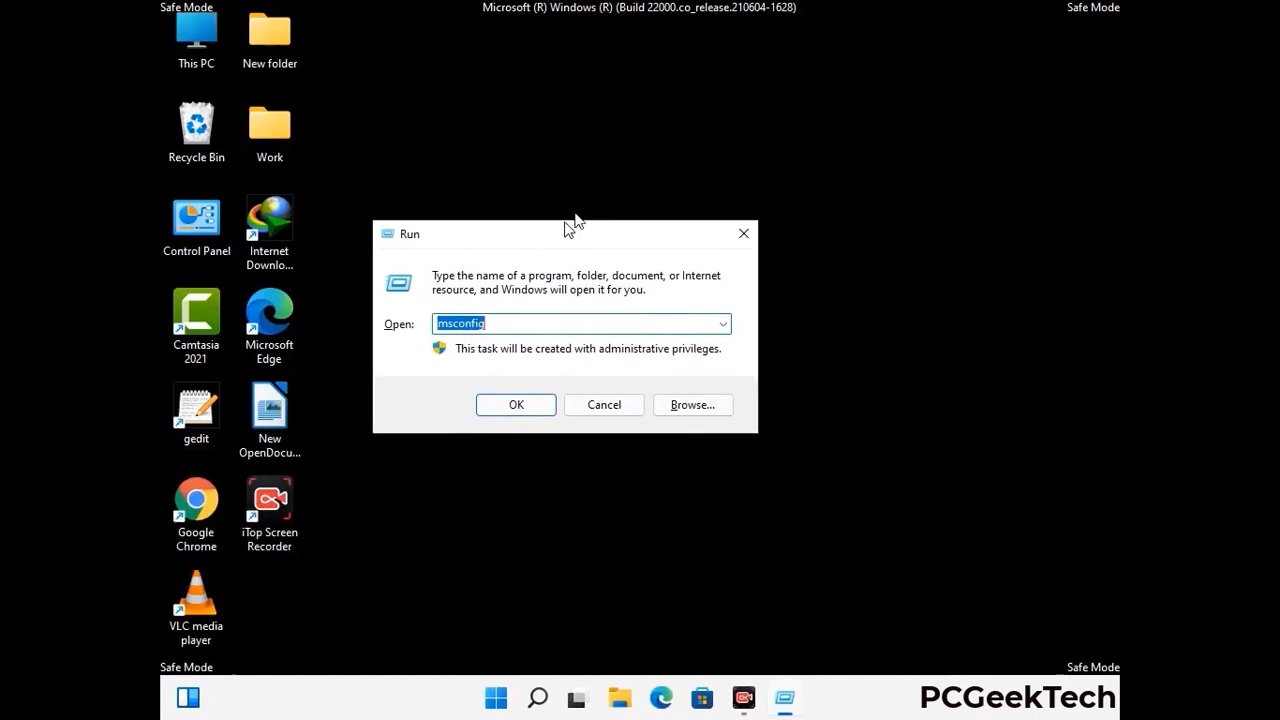 Safe Mode
Microsoft (R) Windows (R) (Build 22000.co_release.210604-1628)
Safe Mode
This PC
New folder
Recycle Bin
Work
Control Panel
Internet
Downlo...
Camtasia
2021
Microsoft
Edge
gedit
New
OpenDocu...
Google
Chrome
iTop Screen
Recorder
VLC media
player
Run
Type the name of a program, folder, document, or Internet
resource, and Windows will open it for you.
Open:
msconfig
This task will be created with administrative privileges.
OK
Cancel
Browse...
Safe Mode
Safe Mode
PCGeekTech